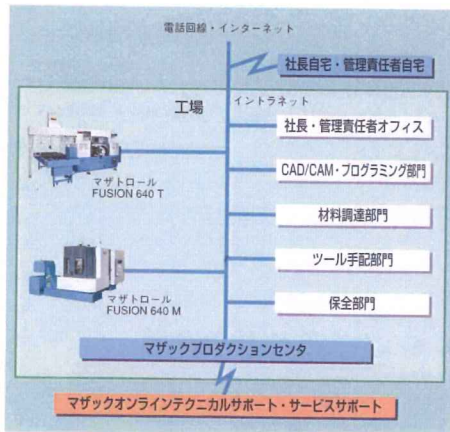 電話回線・インターネット
社長自宅・管理責任者自宅
工場
イントラネット
社長・管理責任者オフィス
マザトロール
FUSION 640 T
CAD/CAM・プログラミング部門
材料調達部門
ツール手配部門
マザトロール
FUSION 640 M
保全部門
マザックプロダクションセンタ
マザックオンラインテクニカルサポート・サービスサポート